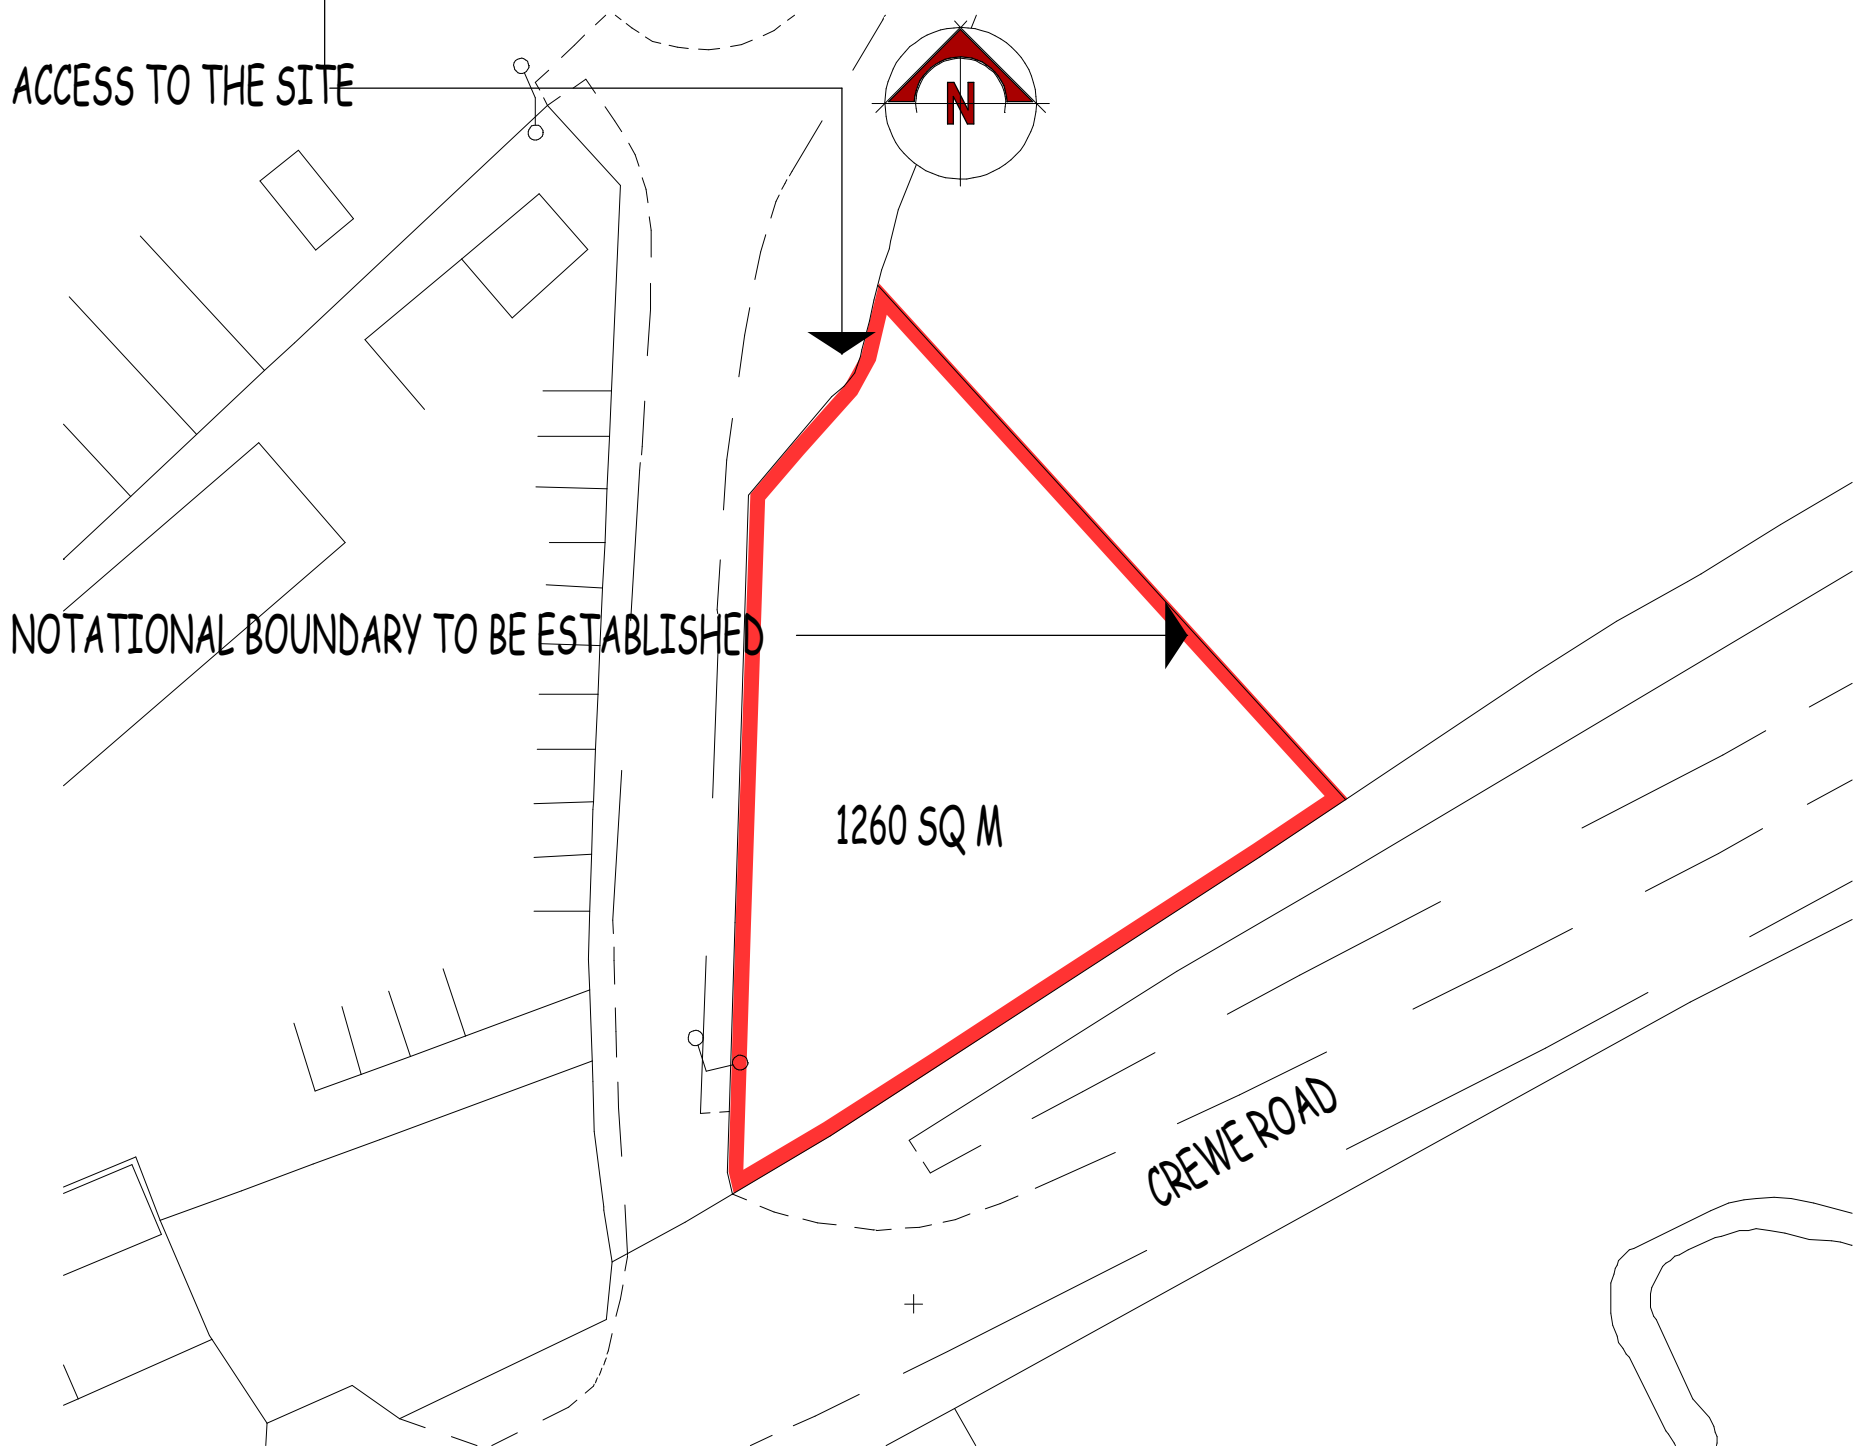 ACCESS TO THE SITE
N
NOTATIONAL BOUNDARY TO BE ESTABLISHED
1260 SQ M
CREWE ROAD